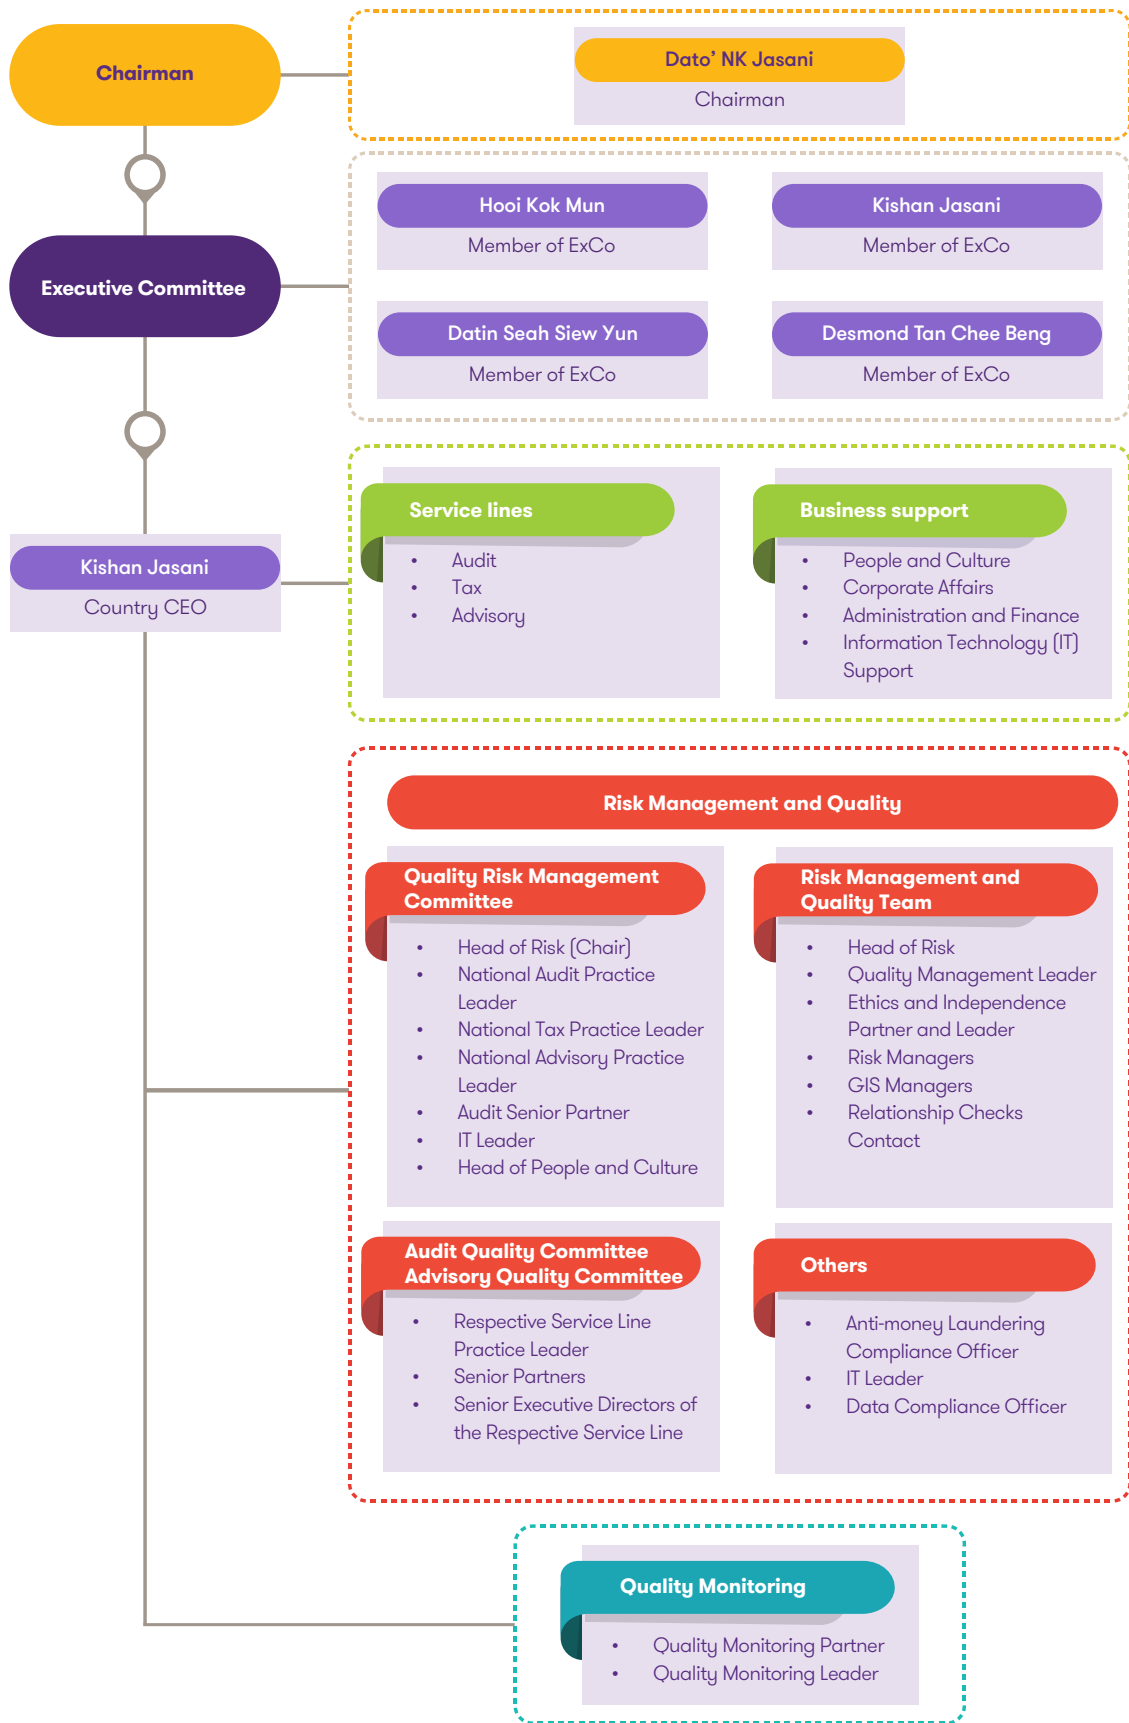 Chairman
Dato’ NK Jasani
Chairman
Executive Committee
Hooi Kok Mun
Member of ExCo
Kishan Jasani
Member of ExCo
Datin Seah Siew Yun
Member of ExCo
Desmond Tan Chee Beng
Member of ExCo
Kishan Jasani
Country CEO
Service lines
• Audit
• Tax
• Advisory
Business support
• People and Culture
• Corporate Affairs
• Administration and Finance
• Information Technology (IT)
Support
Risk Management and Quality
Quality Risk Management
Committee
• Head of Risk (Chair)
• National Audit Practice
Leader
• National Tax Practice Leader
• National Advisory Practice
Leader
• Audit Senior Partner
• IT Leader
• Head of People and Culture
Risk Management and
Quality Team
• Head of Risk
• Quality Management Leader
• Ethics and Independence
Partner and Leader
• Risk Managers
• GIS Managers
• Relationship Checks
Contact
Audit Quality Committee
Advisory Quality Committee
• Respective Service Line
Practice Leader
• Senior Partners
• Senior Executive Directors of
the Respective Service Line
Others
• Anti-money Laundering
Compliance Officer
• IT Leader
• Data Compliance Officer
Quality Monitoring
• Quality Monitoring Partner
• Quality Monitoring Leader